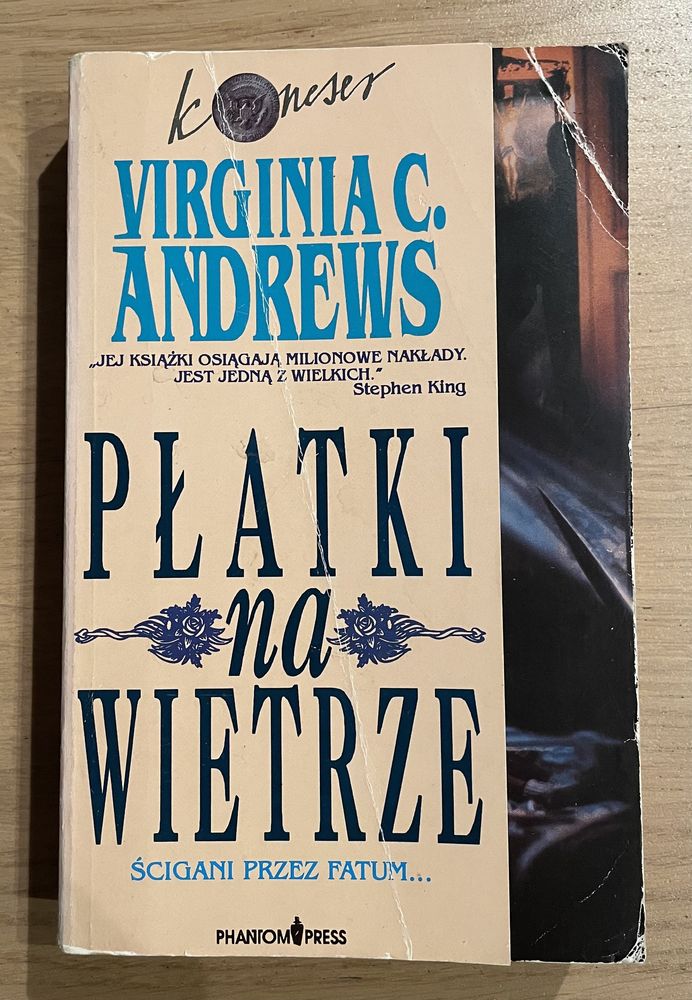 koneser
VIRGINIA C.
ANDREWS
„JEJ KSIĄŻKI OSIĄGAJĄ MILIONOWE NAKŁADY.
JEST JEDNĄ Z WIELKICH.”
Stephen King
PŁATKI
na
WIETRZE
ŚCIGANI PRZEZ FATUM...
PHANTOM PRESS